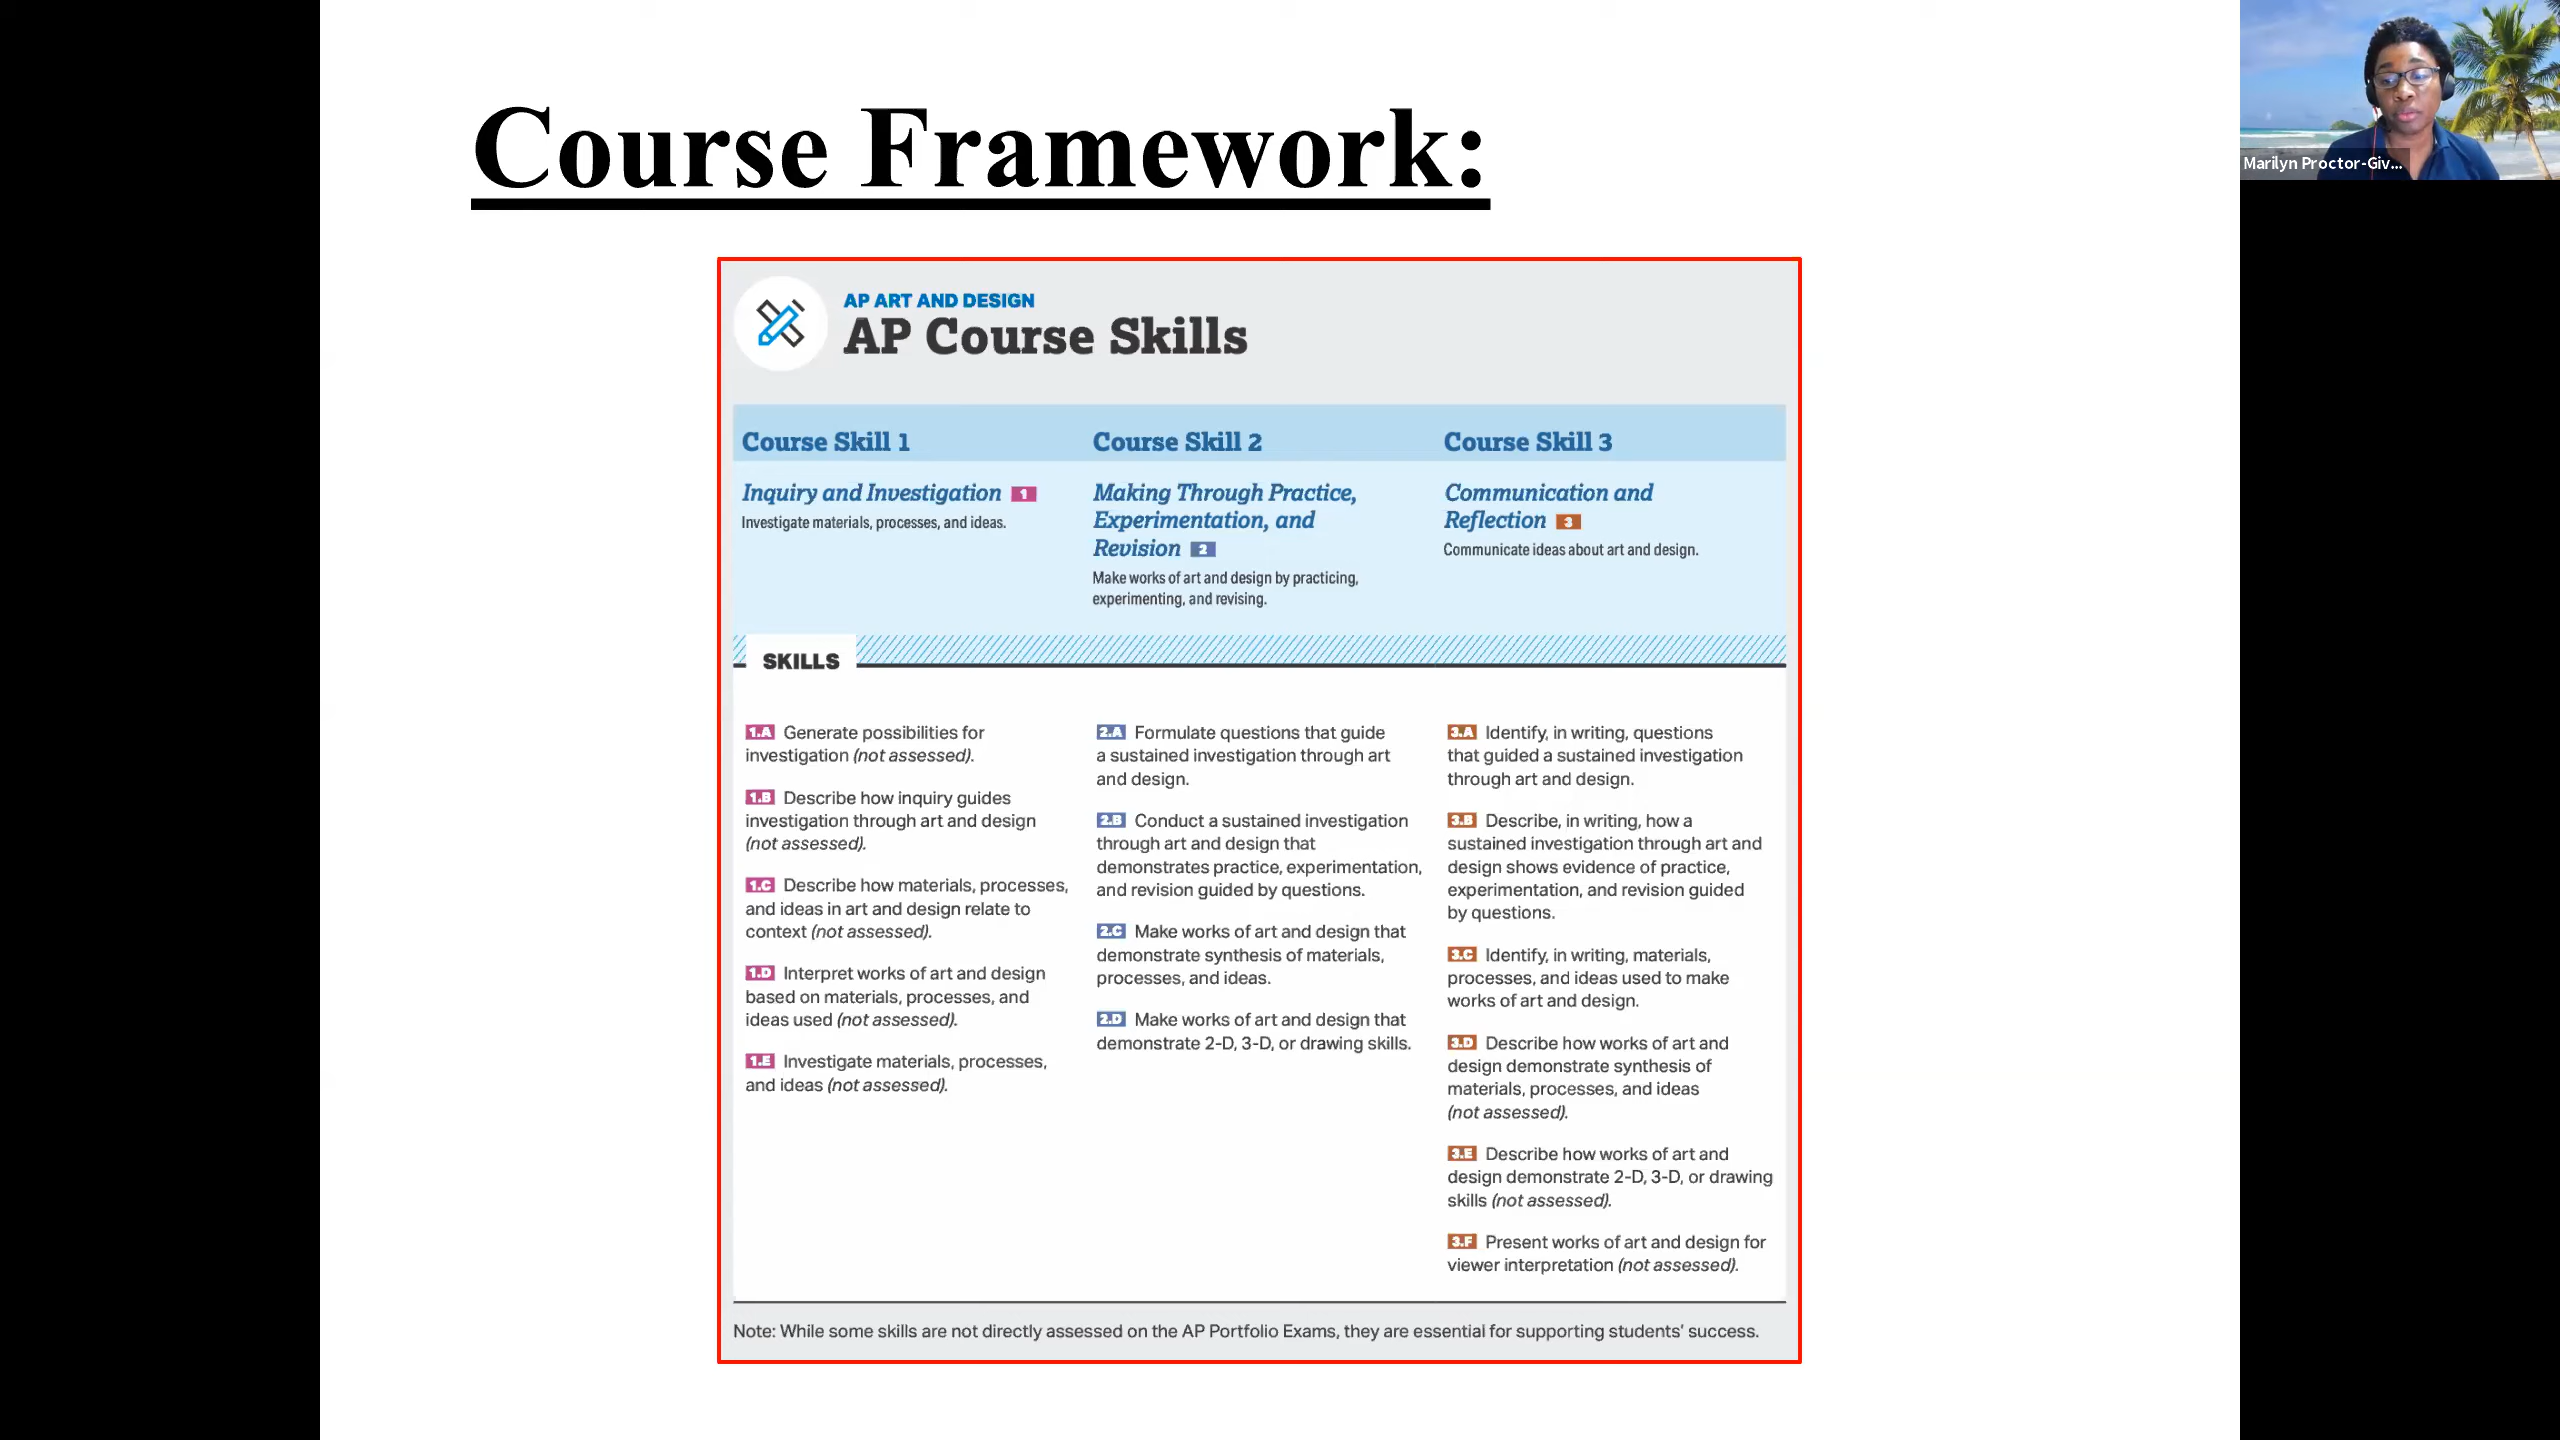 Course Framework:
Marilyn Proctor-Giv...
AP ART AND DESIGN
AP Course Skills
Course Skill 1
Inquiry and Investigation 1
Investigate materials, processes, and ideas.
Course Skill 2
Making Through Practice,
Experimentation, and
Revision 2
Make works of art and design by practicing,
experimenting, and revising.
Course Skill 3
Communication and
Reflection 3
Communicate ideas about art and design.
SKILLS
1.A Generate possibilities for
investigation (not assessed).
1.B Describe how inquiry guides
investigation through art and design
(not assessed).
1.C Describe how materials, processes,
and ideas in art and design relate to
context (not assessed).
1.D Interpret works of art and design
based on materials, processes, and
ideas used (not assessed).
1.E Investigate materials, processes,
and ideas (not assessed).
2.A Formulate questions that guide
a sustained investigation through art
and design.
2.B Conduct a sustained investigation
through art and design that
demonstrates practice, experimentation,
and revision guided by questions.
2.C Make works of art and design that
demonstrate synthesis of materials,
processes, and ideas.
2.D Make works of art and design that
demonstrate 2-D, 3-D, or drawing skills.
3.A Identify, in writing, questions
that guided a sustained investigation
through art and design.
3.B Describe, in writing, how a
sustained investigation through art and
design shows evidence of practice,
experimentation, and revision guided
by questions.
3.C Identify, in writing, materials,
processes, and ideas used to make
works of art and design.
3.D Describe how works of art and
design demonstrate synthesis of
materials, processes, and ideas
(not assessed).
3.E Describe how works of art and
design demonstrate 2-D, 3-D, or drawing
skills (not assessed).
3.F Present works of art and design for
viewer interpretation (not assessed).
Note: While some skills are not directly assessed on the AP Portfolio Exams, they are essential for supporting students' success.